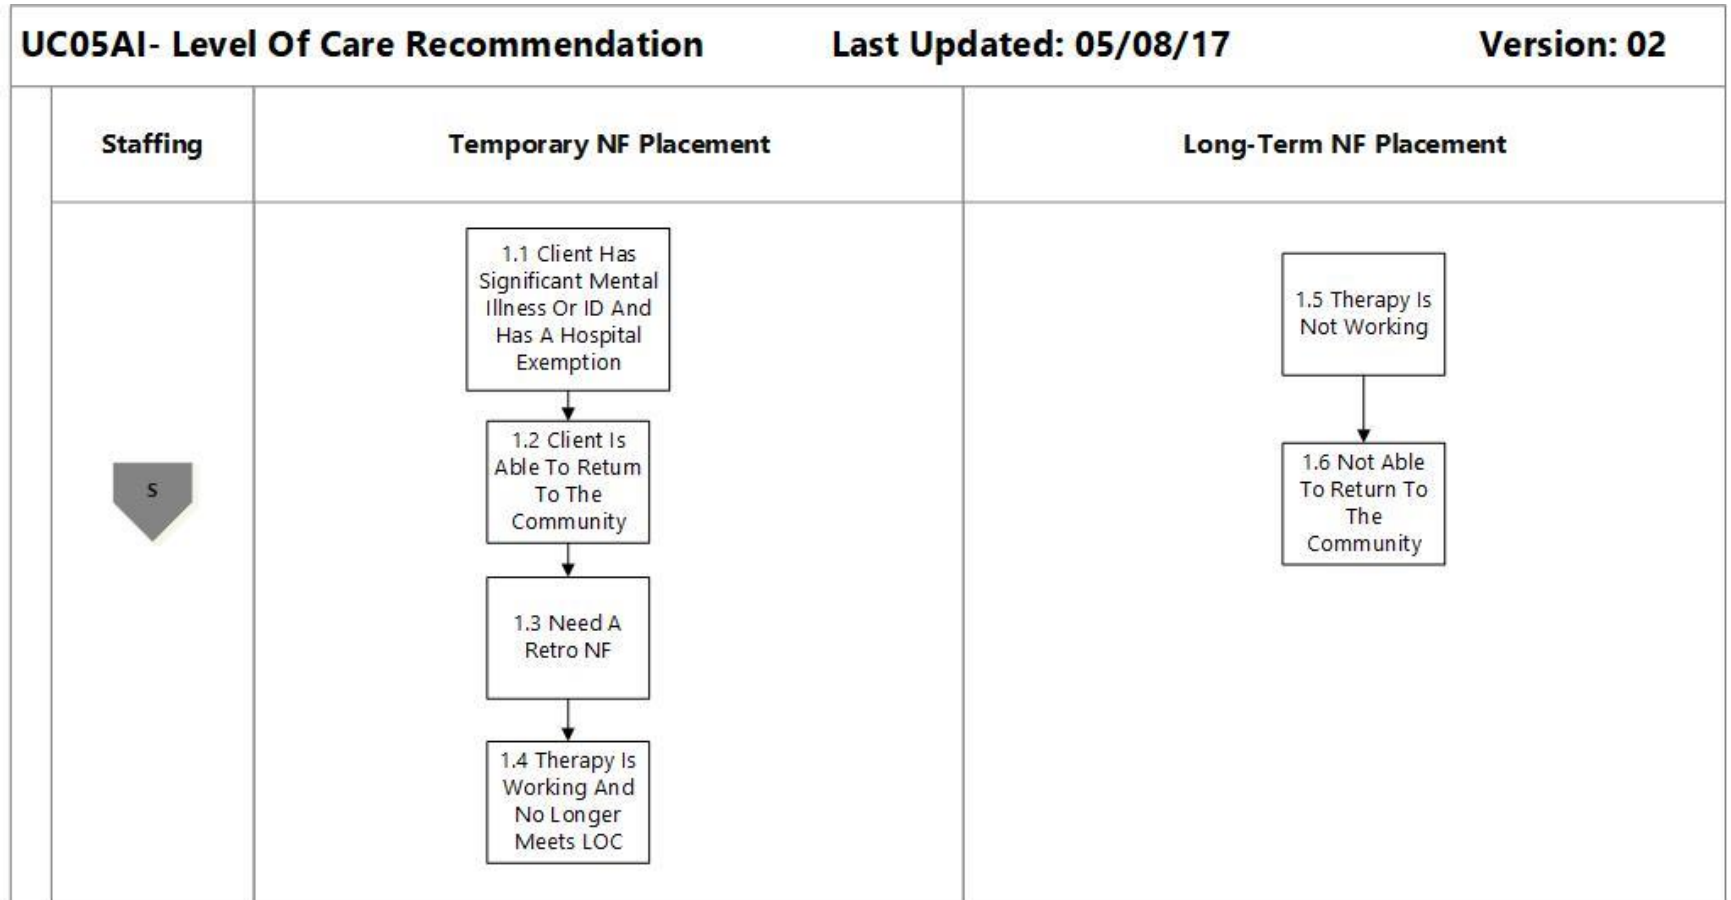 UC05AI- Level Of Care Recommendation Last Updated: 05/08/17 Version: 02
Staffing Temporary NF Placement Long-Term NF Placement
1.1 Client Has
Significant Mental
Illness Or ID And
Has A Hospital
Exemption
1.2 Client Is
Able To Return
To The
Community
1.3 Need A
Retro NF
1.4 Therapy Is
Working And
No Longer
Meets LOC
1.5 Therapy Is
Not Working
1.6 Not Able
To Return To
The
Community
S